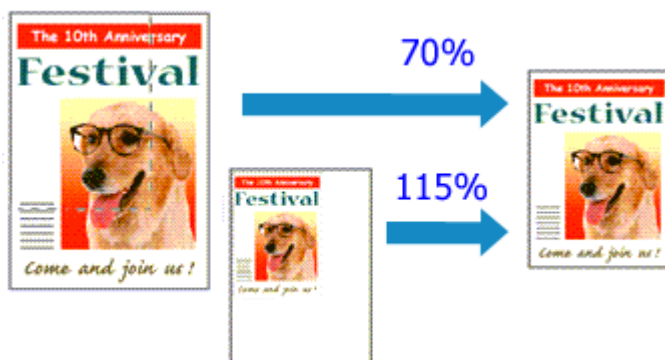 The 10th Anniversary
Festival
Come and join us !
70%
The 10th Anniversary
Festival
Come and join us !
115%
The 10th Anniversary
Festival
Come and join us !